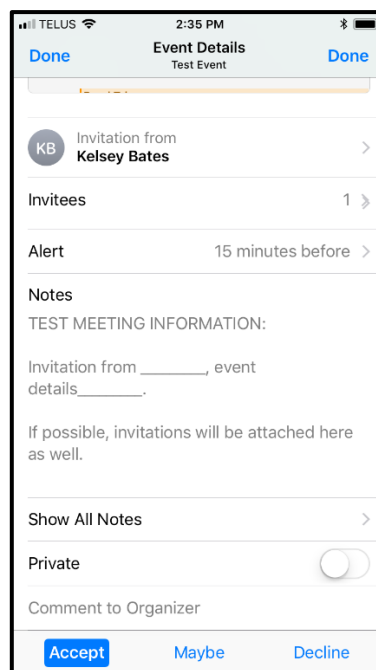 TELUS 2:35 PM
Done Event Details Done
Test Event
KB Invitation from
Kelsey Bates
Invitees 1
Alert 15 minutes before
Notes
TEST MEETING INFORMATION:
Invitation from ________, event
details________.
If possible, invitations will be attached here
as well.
Show All Notes
Private
Comment to Organizer
Accept Maybe Decline